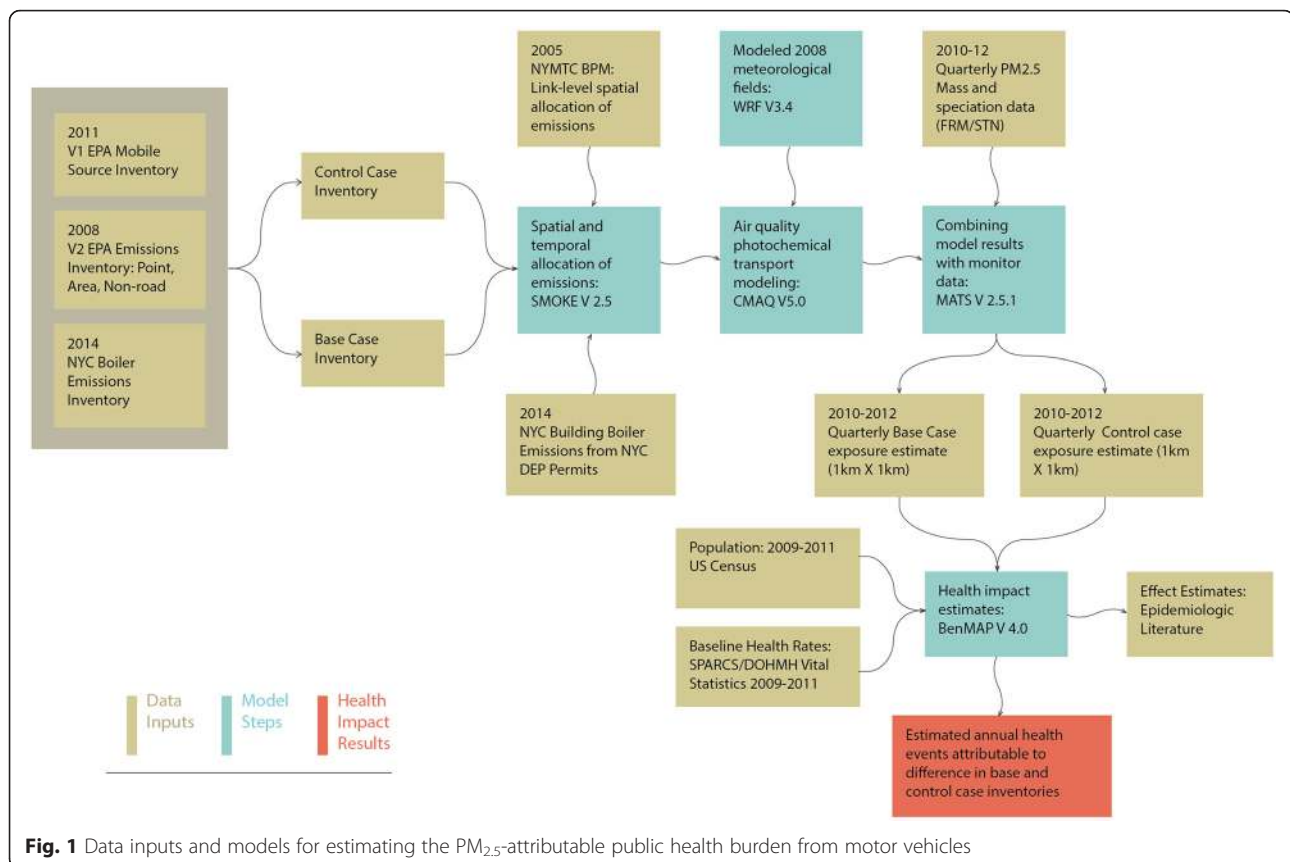 2011
V1 EPA Mobile
Source Inventory
2008
V2 EPA Emissions
Inventory: Point,
Area, Non-road
2014
NYC Boiler
Emissions
Inventory
Control Case
Inventory
Base Case
Inventory
2005
NYMTC BPM:
Link-level spatial
allocation of
emissions
Modeled 2008
meteorological
fields:
WRF V3.4
2010-12
Quarterly PM2.5
Mass and
speciation data
(FRM/STN)
Spatial and
temporal
allocation of
emissions:
SMOKE V 2.5
Air quality
photochemical
transport
modeling:
CMAQ V5.0
Combining
model results
with monitor
data:
MATS V 2.5.1
2014
NYC Building Boiler
Emissions from NYC
DEP Permits
2010-2012
Quarterly Base Case
exposure estimate
(1km X 1km)
2010-2012
Quarterly Control case
exposure estimate (1km
X 1km)
Population: 2009-2011
US Census
Baseline Health Rates:
SPARCS/DOHMH Vital
Statistics 2009-2011
Health impact
estimates:
BenMAP V 4.0
Effect Estimates:
Epidemiologic
Literature
Estimated annual health
events attributable to
difference in base and
control case inventories
Data
Inputs
Model
Steps
Health
Impact
Results
Fig. 1 Data inputs and models for estimating the PM2.5-attributable public health burden from motor vehicles